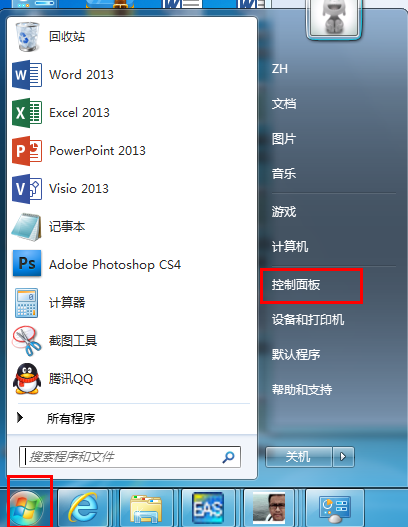 回收站
Word 2013
Excel 2013
PowerPoint 2013
Visio 2013
记事本
Ps
Adobe Photoshop CS4
计算器
截图工具
腾讯QQ
所有程序
搜索程序和文件
ZH
文档
图片
音乐
游戏
计算机
控制面板
设备和打印机
默认程序
帮助和支持
关机
EAS